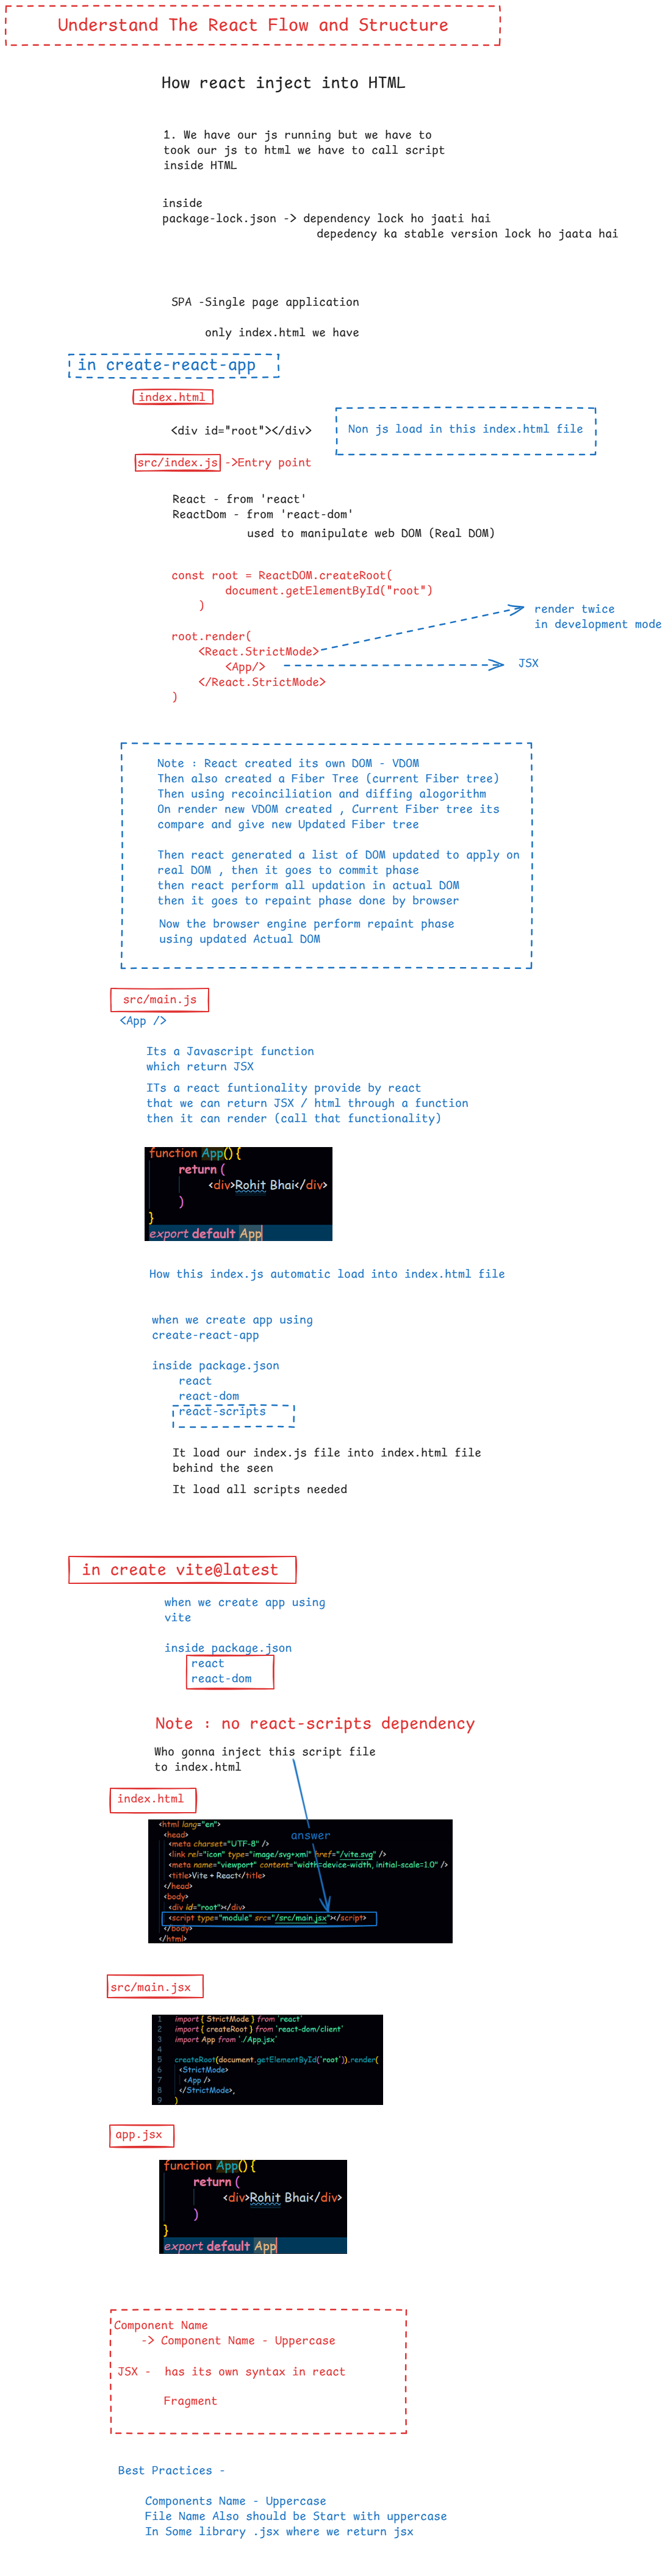 Understand The React Flow and Structure
How react inject into HTML
1. We have our js running but we have to
took our js to html we have to call script
inside HTML
inside
package-lock.json -> dependency lock ho jaati hai
depedency ka stable version lock ho jaata hai
SPA -Single page application
only index.html we have
in create-react-app
index.html
<div id="root"></div>
Non js load in this index.html file
src/index.js ->Entry point
React - from 'react'
ReactDom - from 'react-dom'
used to manipulate web DOM (Real DOM)
const root = ReactDOM.createRoot(
document.getElementById("root")
)
render twice
in development mode
root.render(
<React.StrictMode>
<App/>
JSX
</React.StrictMode>
)
Note : React created its own DOM - VDOM
Then also created a Fiber Tree (current Fiber tree)
Then using recoinciliation and diffing alogorithm
On render new VDOM created , Current Fiber tree its
compare and give new Updated Fiber tree
Then react generated a list of DOM updated to apply on
real DOM , then it goes to commit phase
then react perform all updation in actual DOM
then it goes to repaint phase done by browser
Now the browser engine perform repaint phase
using updated Actual DOM
src/main.js
<App />
Its a Javascript function
which return JSX
ITs a react funtionality provide by react
that we can return JSX / html through a function
then it can render (call that functionality)
function App() {
return (
<div>Rohit Bhai</div>
)
}
export default App
How this index.js automatic load into index.html file
when we create app using
create-react-app
inside package.json
react
react-dom
react-scripts
It load our index.js file into index.html file
behind the seen
It load all scripts needed
in create vite@latest
when we create app using
vite
inside package.json
react
react-dom
Note : no react-scripts dependency
Who gonna inject this script file
to index.html
index.html
<html lang="en">
<head>
answer
<meta charset="UTF-8" />
<link rel="icon" type="image/svg+xml" href="/vite.svg" />
<meta name="viewport" content="width=device-width, initial-scale=1.0" />
<title>Vite + React</title>
</head>
<body>
<div id="root"></div>
<script type="module" src="/src/main.jsx"></script>
</body>
</html>
src/main.jsx
1 import { StrictMode } from 'react'
2 import { createRoot } from 'react-dom/client'
3 import App from './App.jsx'
4
5 createRoot(document.getElementById('root')).render(
6 <StrictMode>
7 <App />
8 </StrictMode>,
9 )
app.jsx
function App() {
return (
<div>Rohit Bhai</div>
)
}
export default App
Component Name
-> Component Name - Uppercase
JSX - has its own syntax in react
Fragment
Best Practices -
Components Name - Uppercase
File Name Also should be Start with uppercase
In Some library .jsx where we return jsx